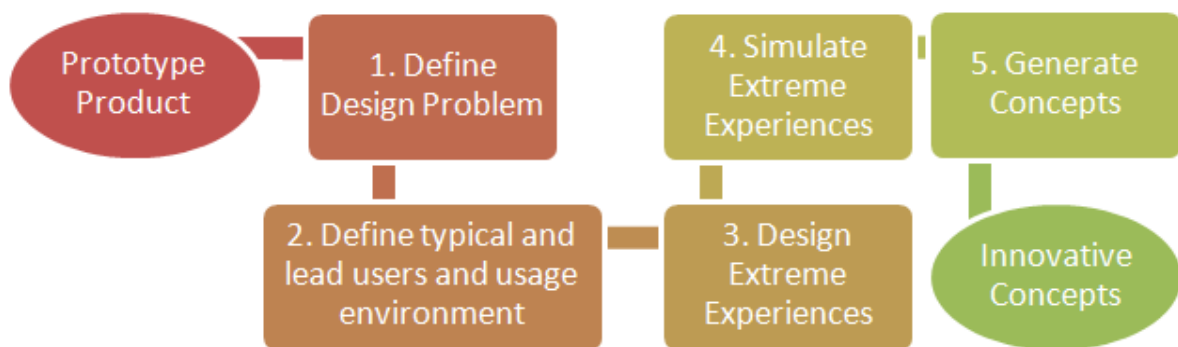 Prototype
Product
1. Define
Design Problem
2. Define typical and
lead users and usage
environment
3. Design
Extreme
Experiences
4. Simulate
Extreme
Experiences
5. Generate
Concepts
Innovative
Concepts